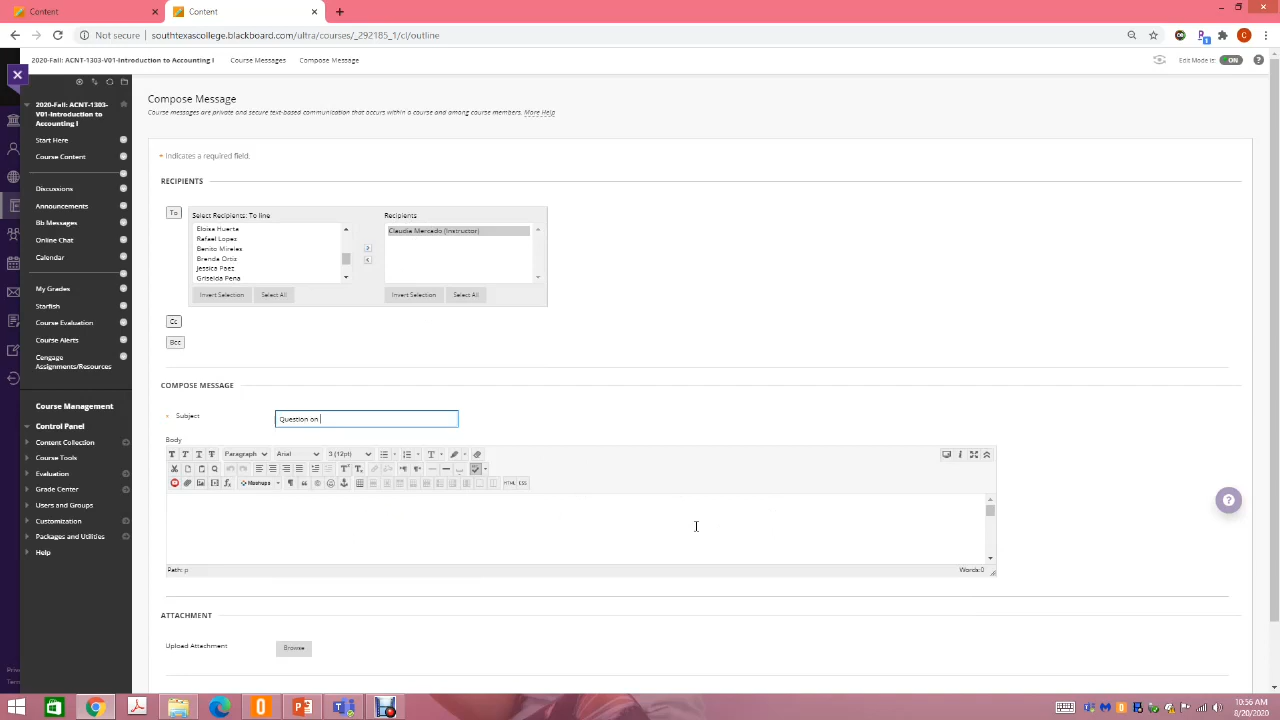 Content
Content
Not secure | southtexascollege.blackboard.com/ultra/courses/_292185_1/cl/outline
2020-Fall: ACNT-1303-V01-Introduction to Accounting I
Course Messages
Compose Message
Edit Mode is:
ON
2020-Fall: ACNT-1303-
V01-Introduction to
Accounting I
Start Here
Course Content
Discussions
Announcements
Bb Messages
Online Chat
Calendar
My Grades
Starfish
Course Evaluation
Course Alerts
Cengage
Assignments/Resources
Course Management
Control Panel
Content Collection
Course Tools
Evaluation
Grade Center
Users and Groups
Customization
Packages and Utilities
Help
Compose Message
Course messages are private and secure text-based communication that occurs within a course and among course members. More Help
Indicates a required field.
RECIPIENTS
To
Select Recipients: To line
Recipients
Eloisa Huerta
Rafael Lopez
Benito Mireles
Brenda Ortiz
Jessica Paez
Griselda Pena
Claudia Mercado (Instructor)
Invert Selection
Select All
Invert Selection
Select All
Cc
Bcc
COMPOSE MESSAGE
Subject
Question on
Body
Paragraph
Arial
3 (12pt)
Mashups
HTML
CSS
Path: p
Words:0
ATTACHMENT
Upload Attachment
Browse
10:56 AM
8/20/2020